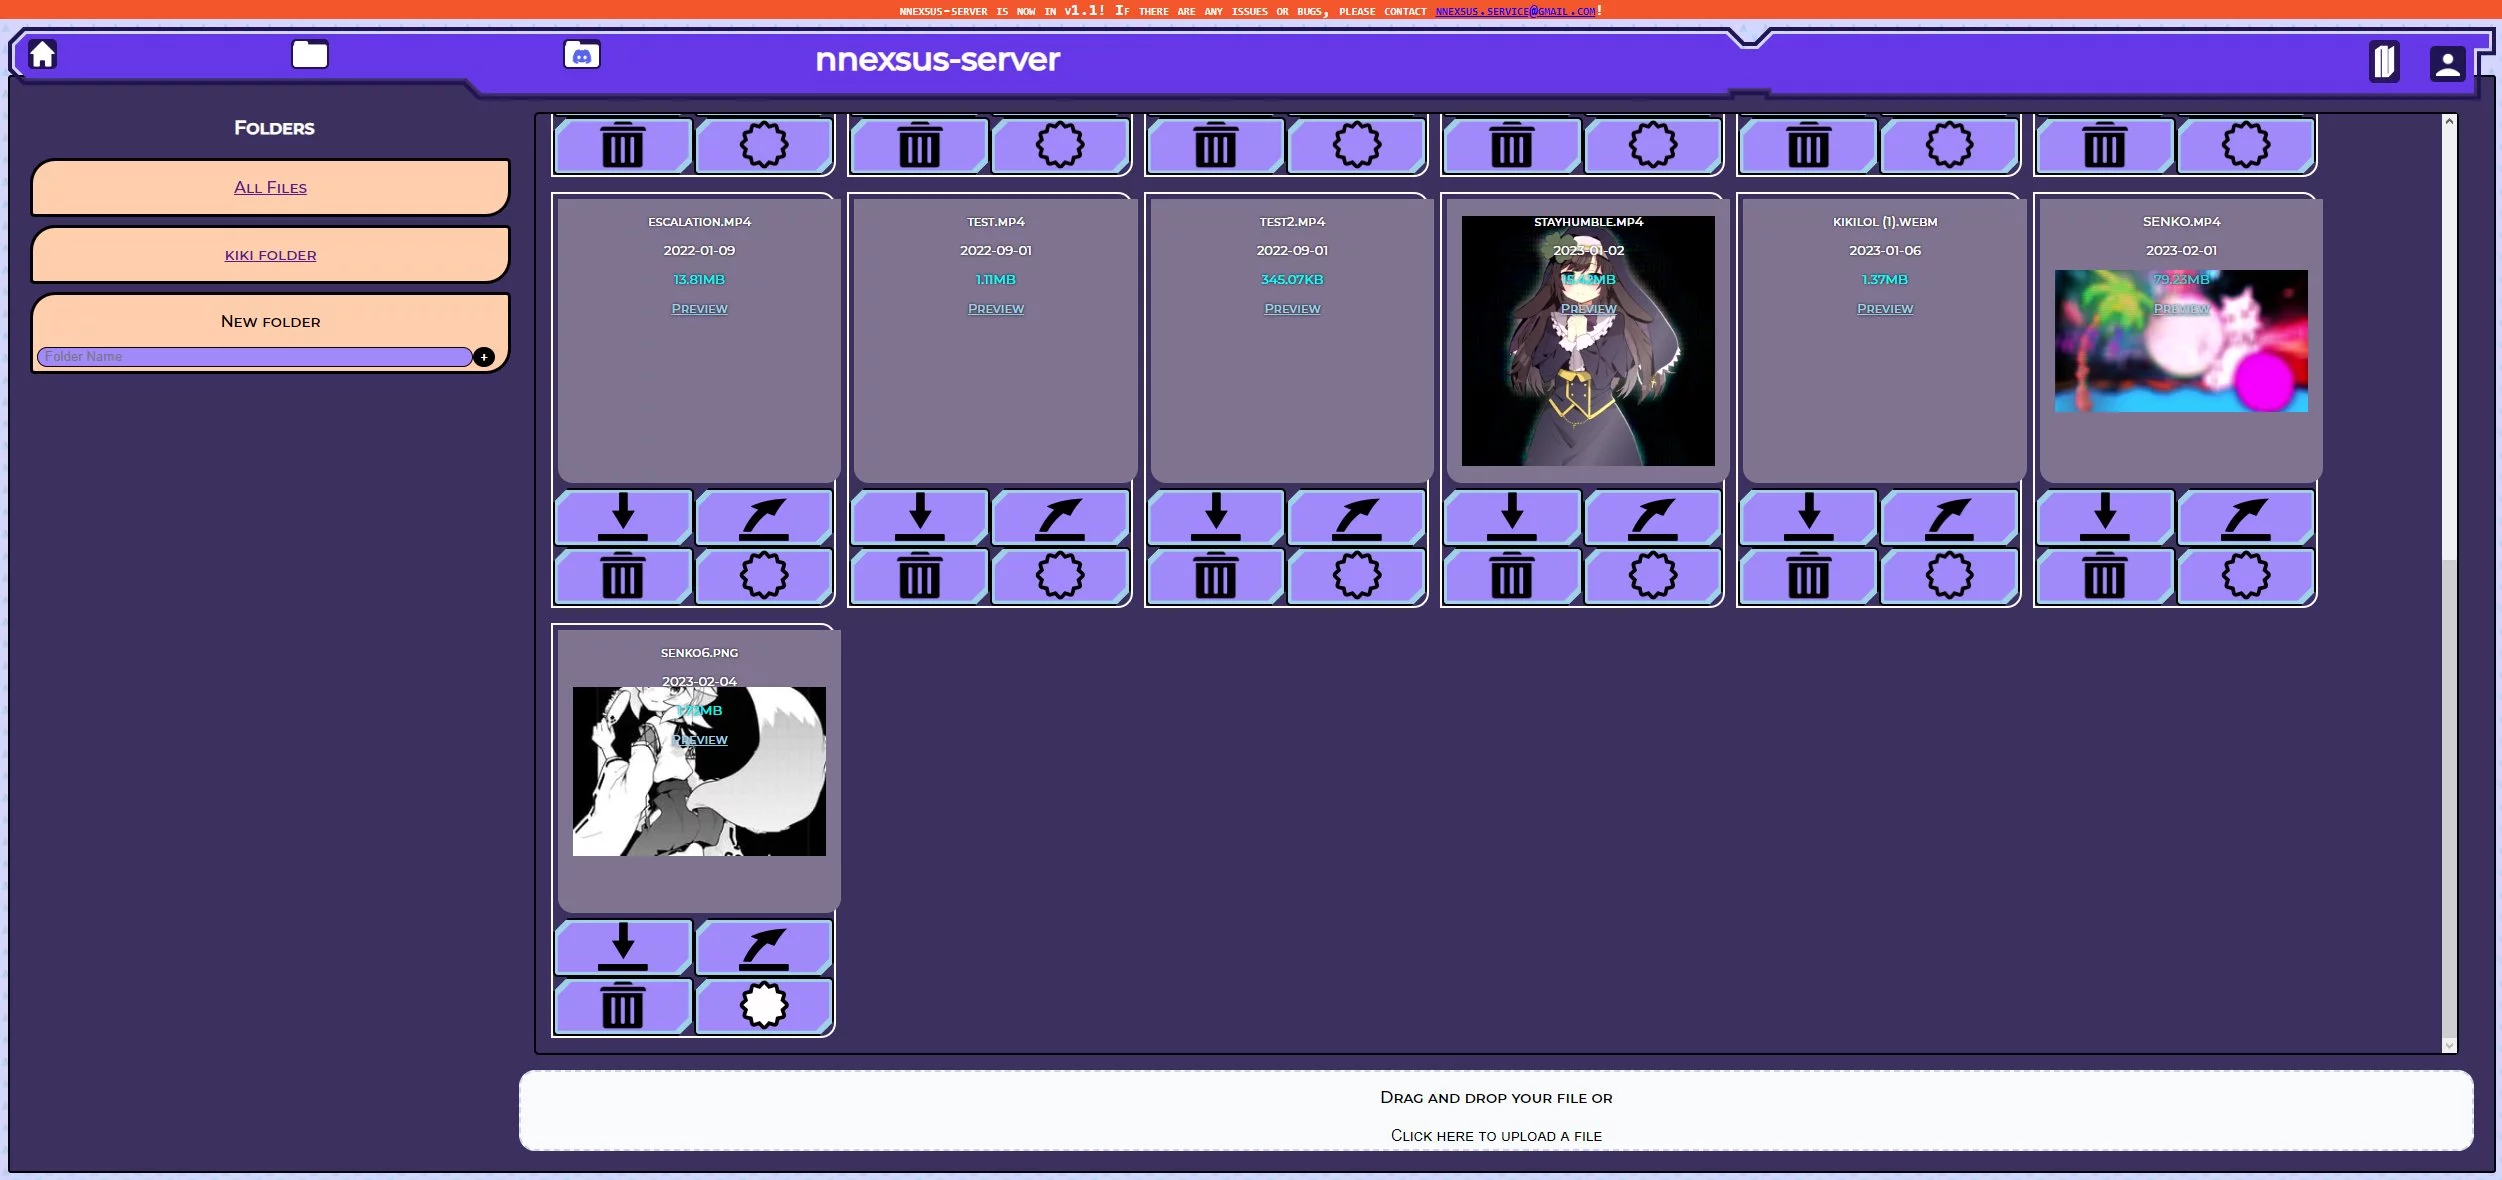 nnexsus-server is now in v1.1! If there are any issues or bugs, please contact nnexsus.service@gmail.com!
nnexsus-server
Folders
All Files
kiki folder
New folder
Folder Name
+
escalation.mp4
2022-01-09
13.81MB
Preview
test.mp4
2022-09-01
1.11MB
Preview
test2.mp4
2022-09-01
345.07KB
Preview
stayhumble.mp4
2023-01-02
15.42MB
Preview
kikilol (1).webm
2023-01-06
1.37MB
Preview
SENKO.mp4
2023-02-01
79.23MB
Preview
senko6.png
2023-02-04
Preview
Drag and drop your file or
Click here to upload a file